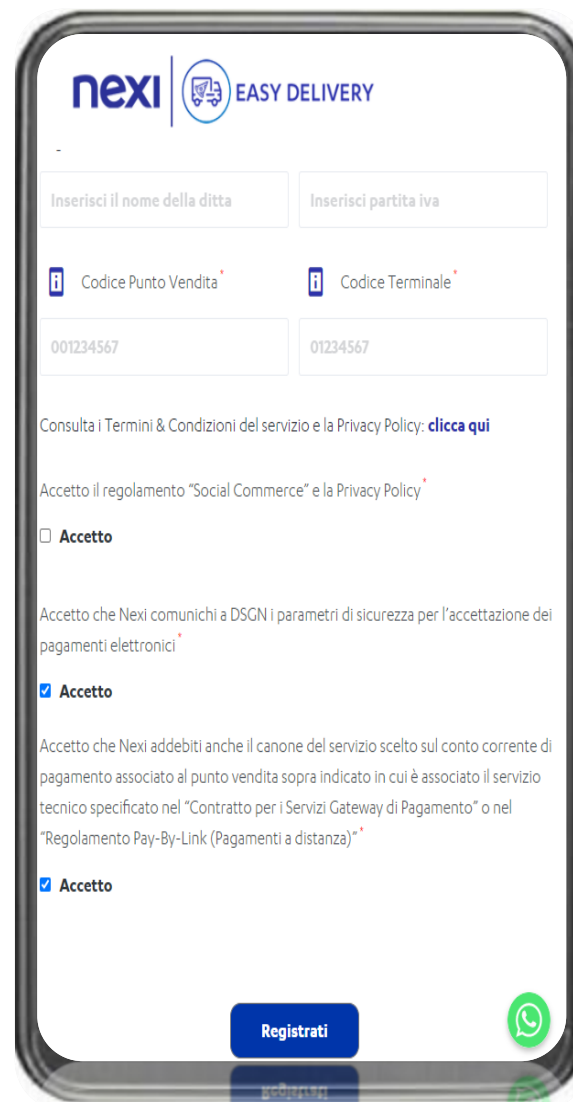 nexi EASY DELIVERY
-
Inserisci il nome della ditta Inserisci partita iva
i Codice Punto Vendita* i Codice Terminale*
001234567 01234567
Consulta i Termini & Condizioni del servizio e la Privacy Policy: clicca qui
Accetto il regolamento “Social Commerce” e la Privacy Policy*
Accetto
Accetto che Nexi comunichi a DSGN i parametri di sicurezza per l’accettazione dei
pagamenti elettronici*
Accetto
Accetto che Nexi addebiti anche il canone del servizio scelto sul conto corrente di
pagamento associato al punto vendita sopra indicato in cui è associato il servizio
tecnico specificato nel “Contratto per i Servizi Gateway di Pagamento” o nel
“Regolamento Pay-By-Link (Pagamenti a distanza)”*
Accetto
Registrati